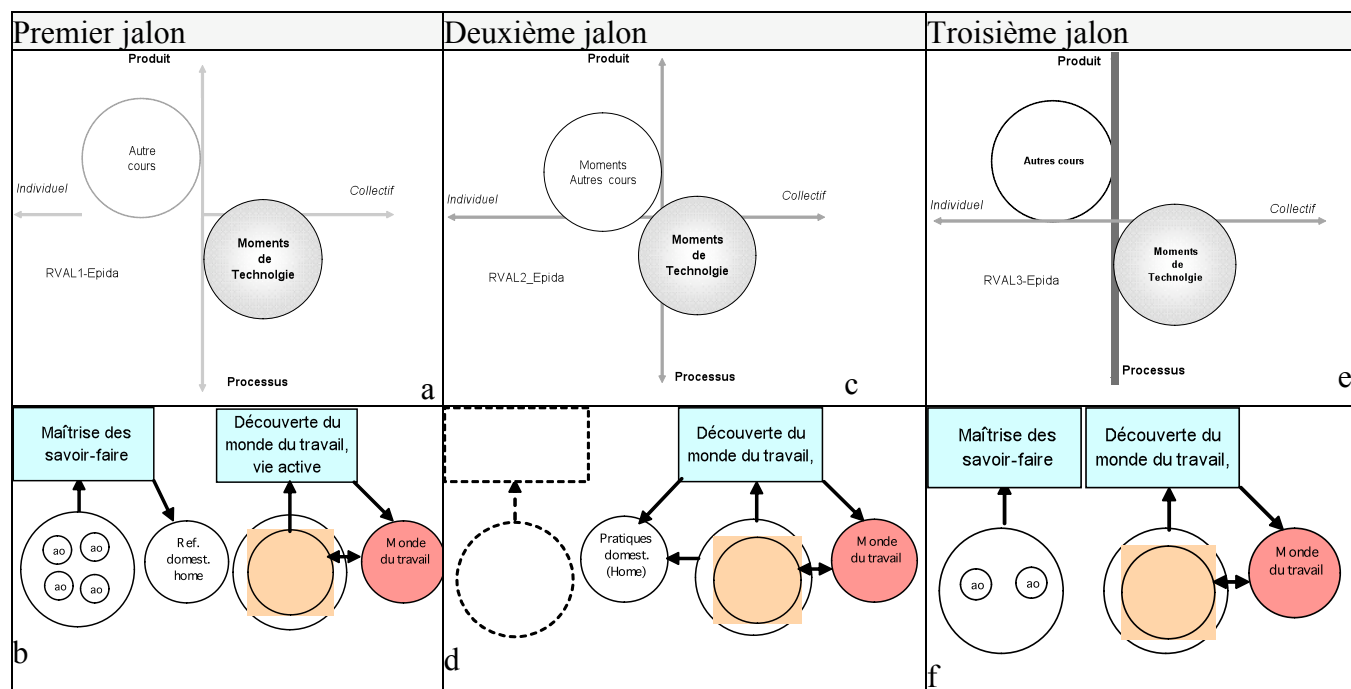 Premier jalon
Deuxième jalon
Troisième jalon
Produit
Autre
cours
Individuel
Collectif
Moments
de
Technolgie
RVAL1-Epida
Processus
a
Produit
Moments
Autres cours
Individuel
Collectif
Moments
de
Technolgie
RVAL2_Epida
Processus
c
Produit
Autres cours
Individuel
Collectif
Moments
de
Technolgie
RVAL3-Epida
Processus
e
Maîtrise des
savoir-faire
Découverte du
monde du travail,
vie active
ao
ao
ao
ao
Ref.
domest.
home
Monde
du travail
b
Découverte du
monde du travail,
Pratiques
domest.
(Home)
Monde
du travail
d
Maîtrise des
savoir-faire
Découverte du
monde du travail,
ao
ao
Monde
du travail
f